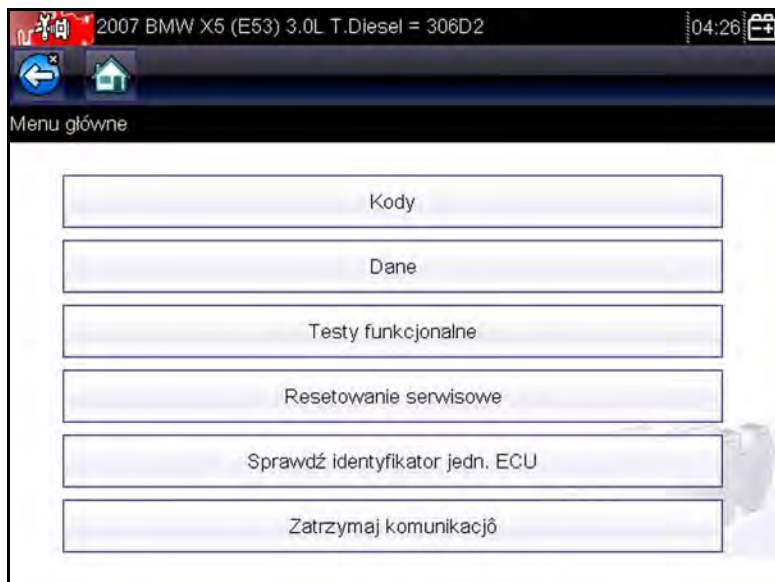 2007 BMW X5 (E53) 3.0L T.Diesel = 306D2 04:26
Menu główne
Kody
Dane
Testy funkcjonalne
Resetowanie serwisowe
Sprawdź identyfikator jedn. ECU
Zatrzymaj komunikacjô